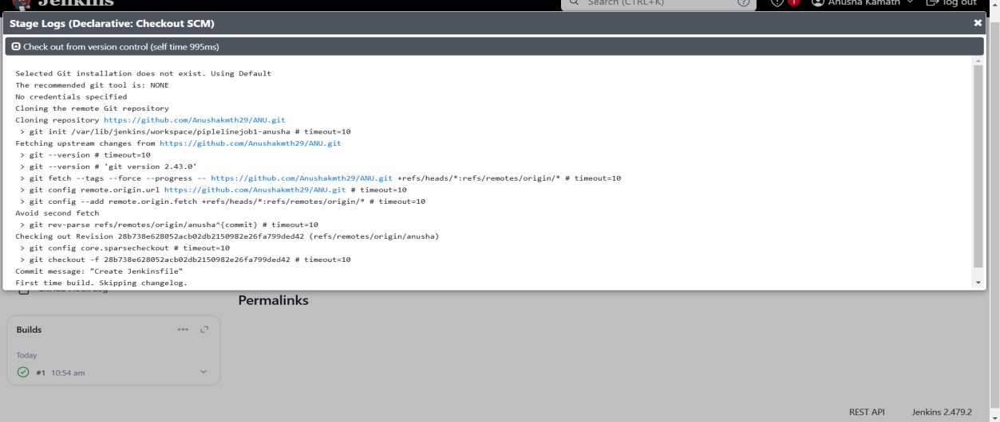 Jenkins
Search (CTRL+K)
1
Anusha Kamath
log out
Stage Logs (Declarative: Checkout SCM)
Check out from version control (self time 995ms)
Selected Git installation does not exist. Using Default
The recommended git tool is: NONE
No credentials specified
Cloning the remote Git repository
Cloning repository https://github.com/Anushakmth29/ANU.git
> git init /var/lib/jenkins/workspace/piplelinejob1-anusha # timeout=10
Fetching upstream changes from https://github.com/Anushakmth29/ANU.git
> git --version # timeout=10
> git --version # 'git version 2.43.0'
> git fetch --tags --force --progress -- https://github.com/Anushakmth29/ANU.git +refs/heads/*:refs/remotes/origin/* # timeout=10
> git config remote.origin.url https://github.com/Anushakmth29/ANU.git # timeout=10
> git config --add remote.origin.fetch +refs/heads/*:refs/remotes/origin/* # timeout=10
Avoid second fetch
> git rev-parse refs/remotes/origin/anusha^{commit} # timeout=10
Checking out Revision 28b738e628052acb02db2150982e26fa799ded42 (refs/remotes/origin/anusha)
> git config core.sparsecheckout # timeout=10
> git checkout -f 28b738e628052acb02db2150982e26fa799ded42 # timeout=10
Commit message: "Create Jenkinsfile"
First time build. Skipping changelog.
Permalinks
Builds
Today
#1 10:54 am
REST API
Jenkins 2.479.2